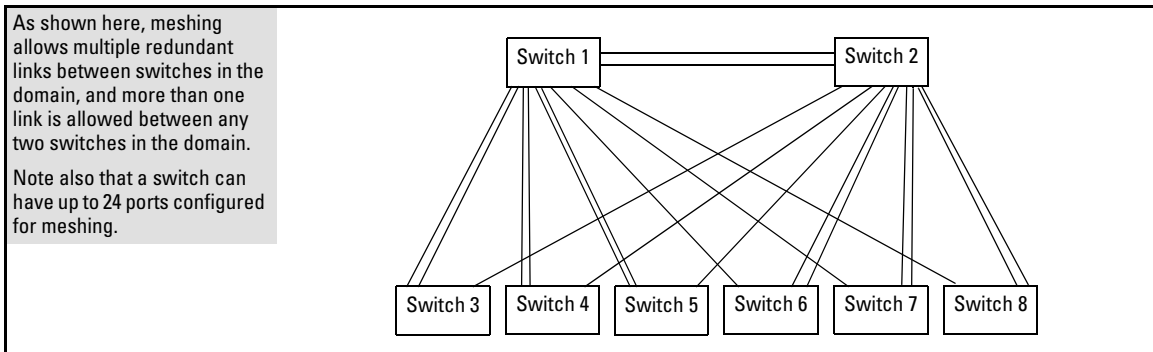 As shown here, meshing
allows multiple redundant
links between switches in the
domain, and more than one
link is allowed between any
two switches in the domain.
Note also that a switch can
have up to 24 ports configured
for meshing.
Switch 1
Switch 2
Switch 3
Switch 4
Switch 5
Switch 6
Switch 7
Switch 8